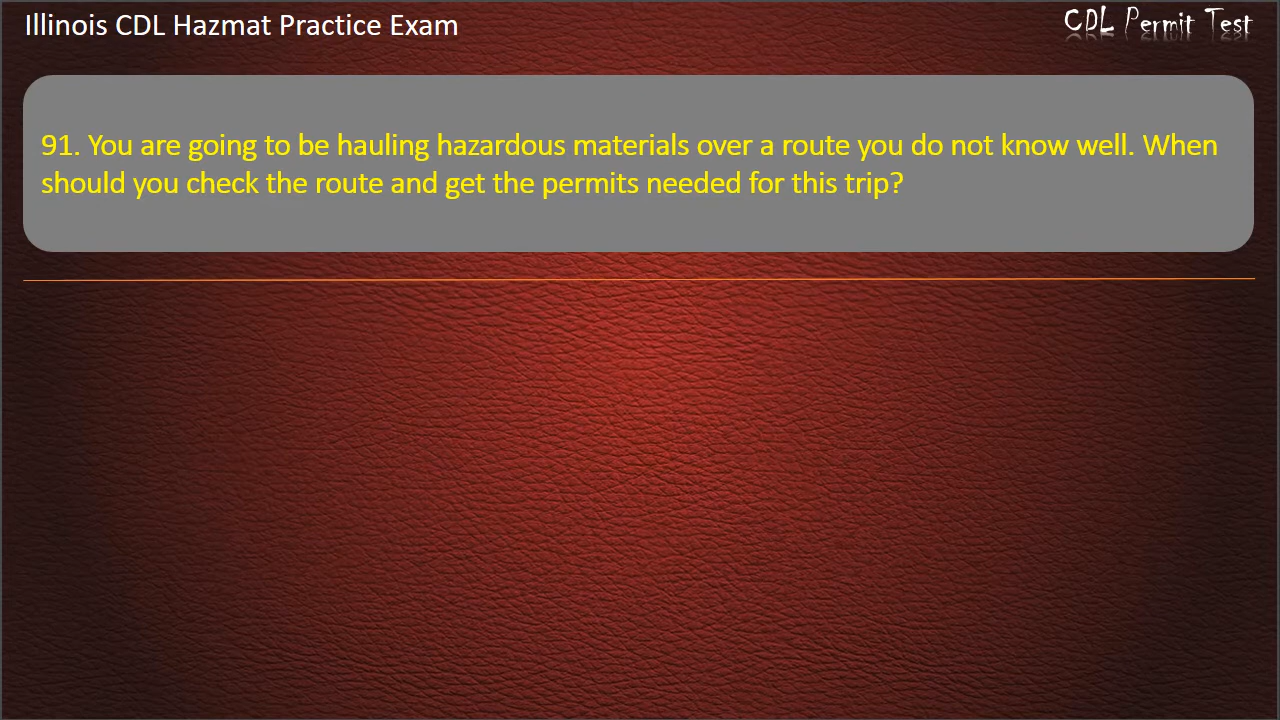 Illinois CDL Hazmat Practice Exam
CDL Permit Test
91. You are going to be hauling hazardous materials over a route you do not know well. When
should you check the route and get the permits needed for this trip?